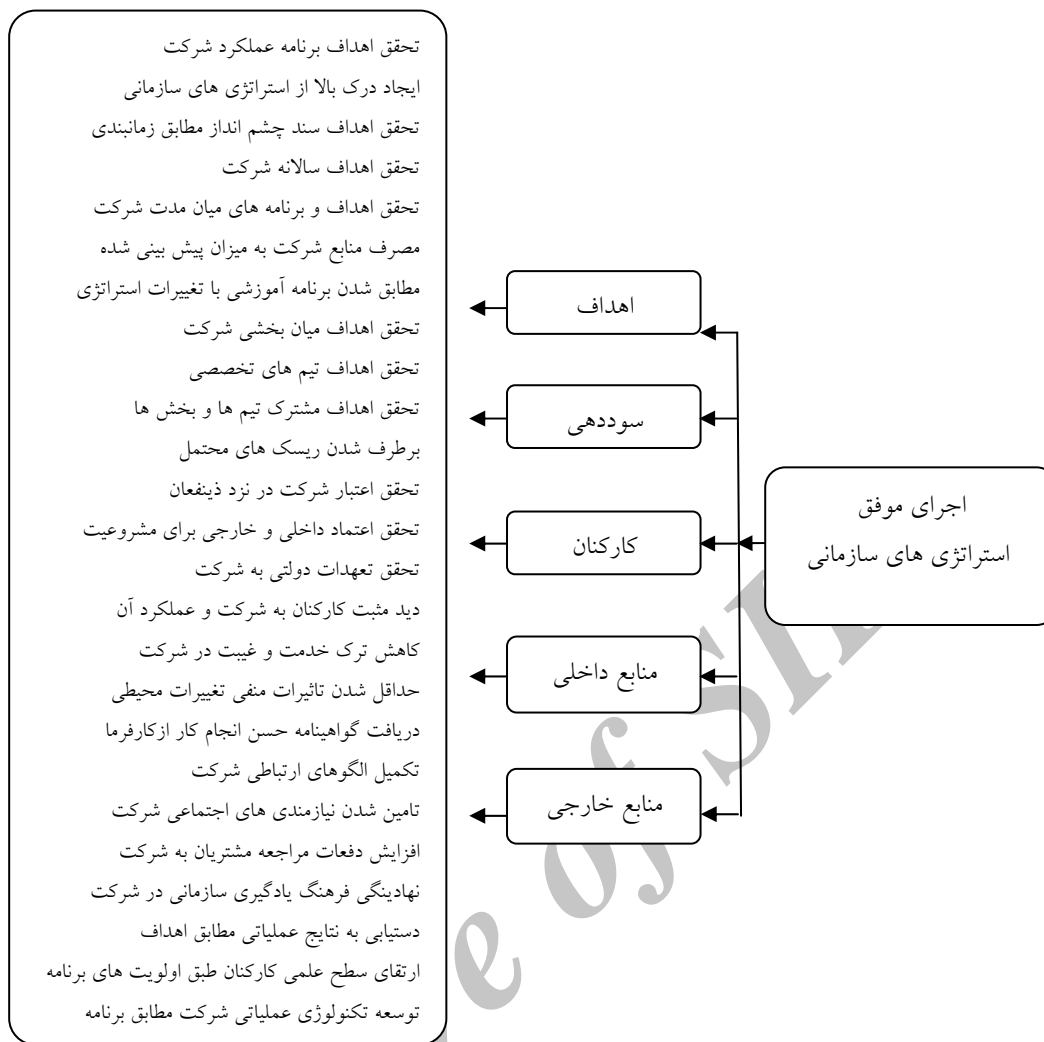 تحقق اهداف برنامه عملکرد شرکت
ایجاد درک بالا از استراتژی های سازمانی
تحقق اهداف سند چشم انداز مطابق زمانبندی
تحقق اهداف سالانه شرکت
تحقق اهداف و برنامه های میان مدت شرکت
مصرف منابع شرکت به میزان پیش بینی شده
مطابق شدن برنامه آموزشی با تغییرات استراتژی
تحقق اهداف میان بخشی شرکت
تحقق اهداف تیم های تخصصی
تحقق اهداف مشترک تیم ها و بخش ها
برطرف شدن ریسک های محتمل
تحقق اعتبار شرکت در نزد ذینفعان
تحقق اعتماد داخلی و خارجی برای مشروعیت
تحقق تعهدات دولتی به شرکت
دید مثبت کارکنان به شرکت و عملکرد آن
کاهش ترک خدمت و غیبت در شرکت
حداقل شدن تاثیرات منفی تغییرات محیطی
دریافت گواهینامه حسن انجام کار ازکارفرما
تکمیل الگوهای ارتباطی شرکت
تامین شدن نیازمندی های اجتماعی شرکت
افزایش دفعات مراجعه مشتریان به شرکت
نهادینگی فرهنگ یادگیری سازمانی در شرکت
دستیابی به نتایج عملیاتی مطابق اهداف
ارتقای سطح علمی کارکنان طبق اولویت های برنامه
توسعه تکنولوژی عملیاتی شرکت مطابق برنامه
اهداف
سوددهی
کارکنان
منابع داخلی
منابع خارجی
اجرای موفق
استراتژی های سازمانی
e of SI